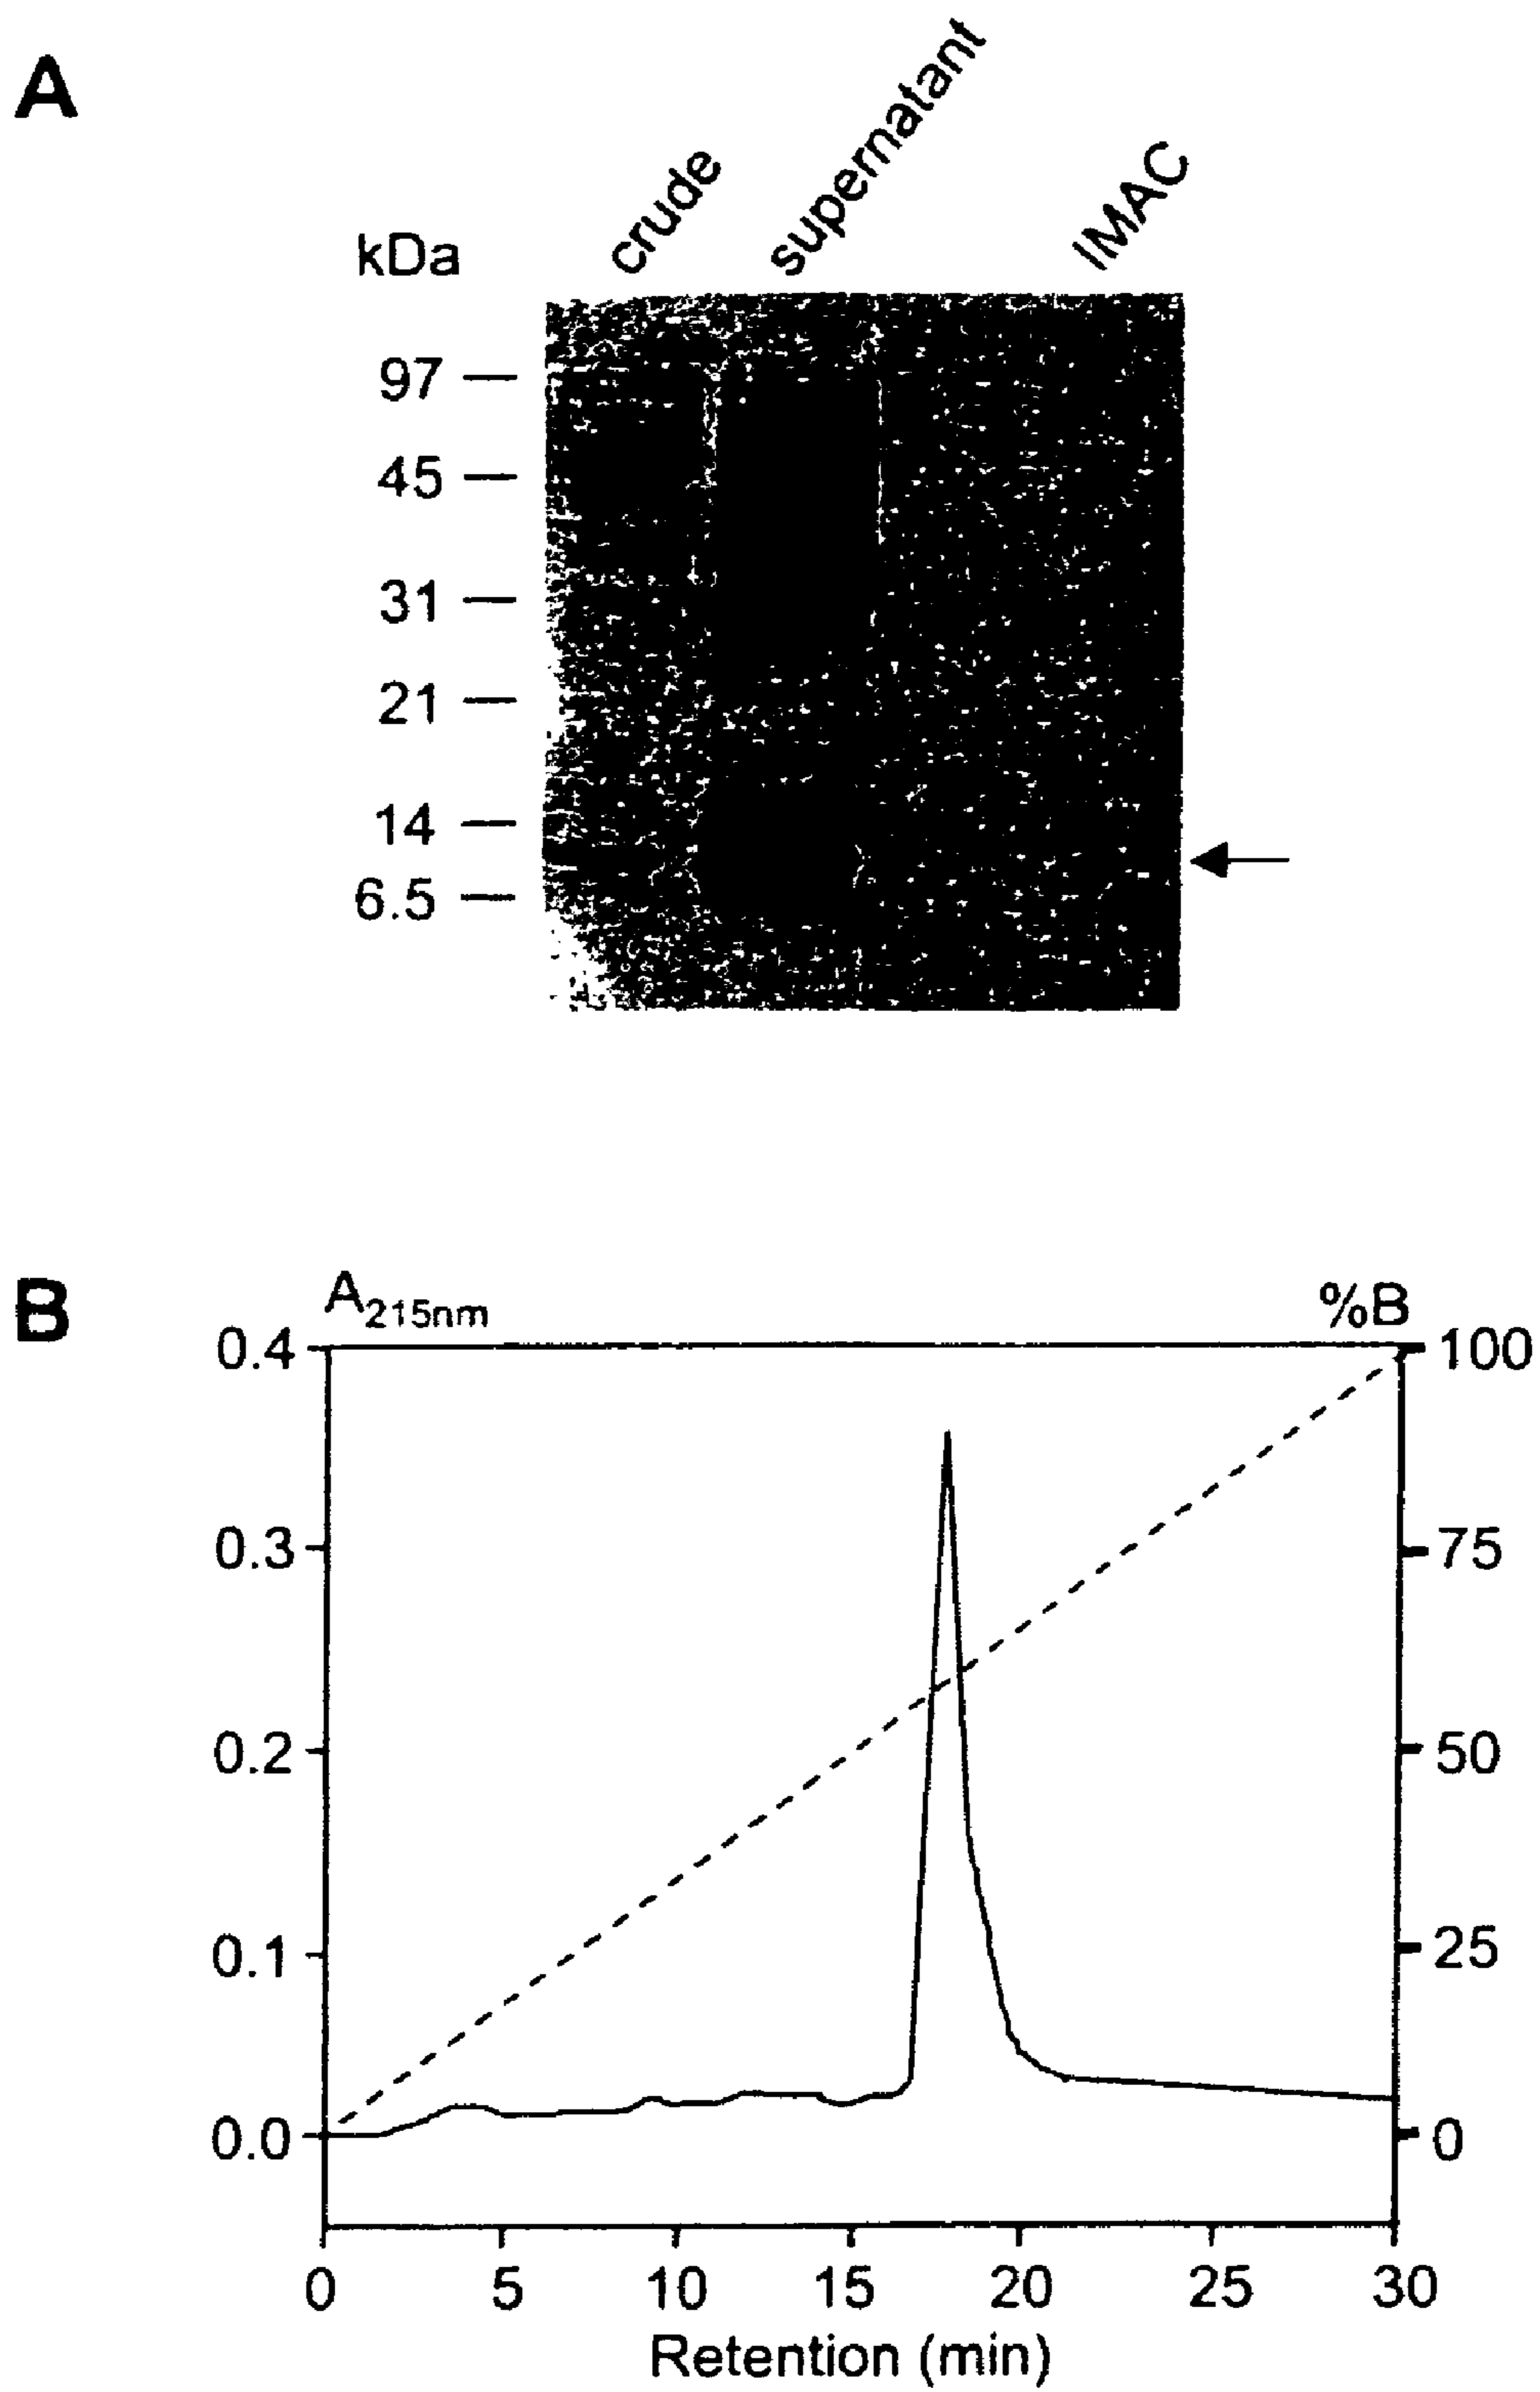 A
crude
supernatant
IMAC
kDa
97
45
31
21
14
6.5
B
A215nm
%B
0.4
0.3
0.2
0.1
0.0
100
75
50
25
0
0 5 10 15 20 25 30
Retention (min)